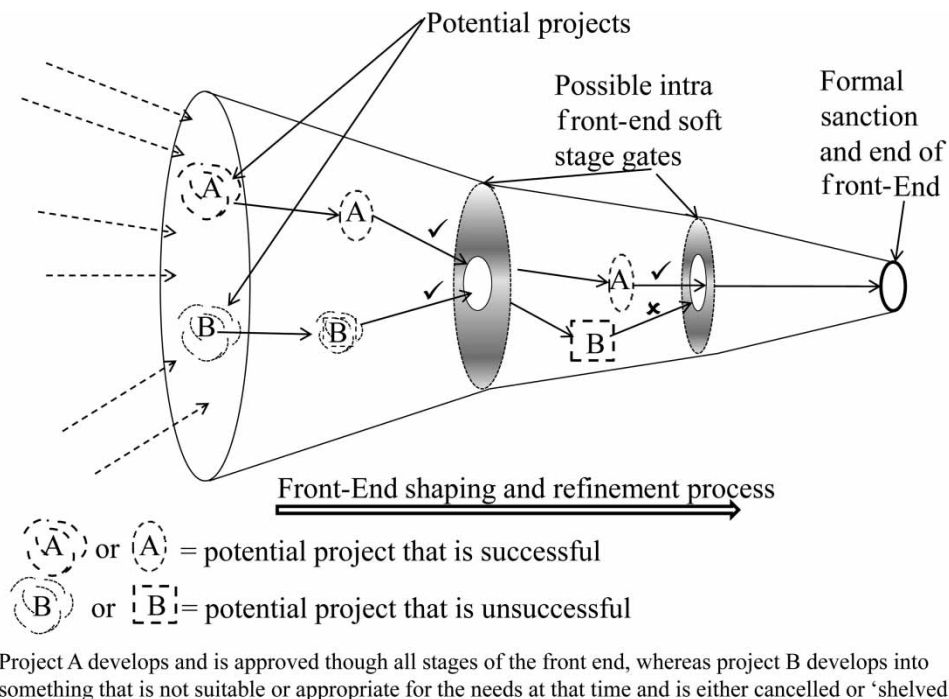 Potential projects
Possible intra
front-end soft
stage gates
Formal
sanction
and end of
front-End
A
A
B
B
A
B
Front-End shaping and refinement process
A or A = potential project that is successful
B or B = potential project that is unsuccessful
Project A develops and is approved though all stages of the front end, whereas project B develops into
something that is not suitable or appropriate for the needs at that time and is either cancelled or ‘shelved